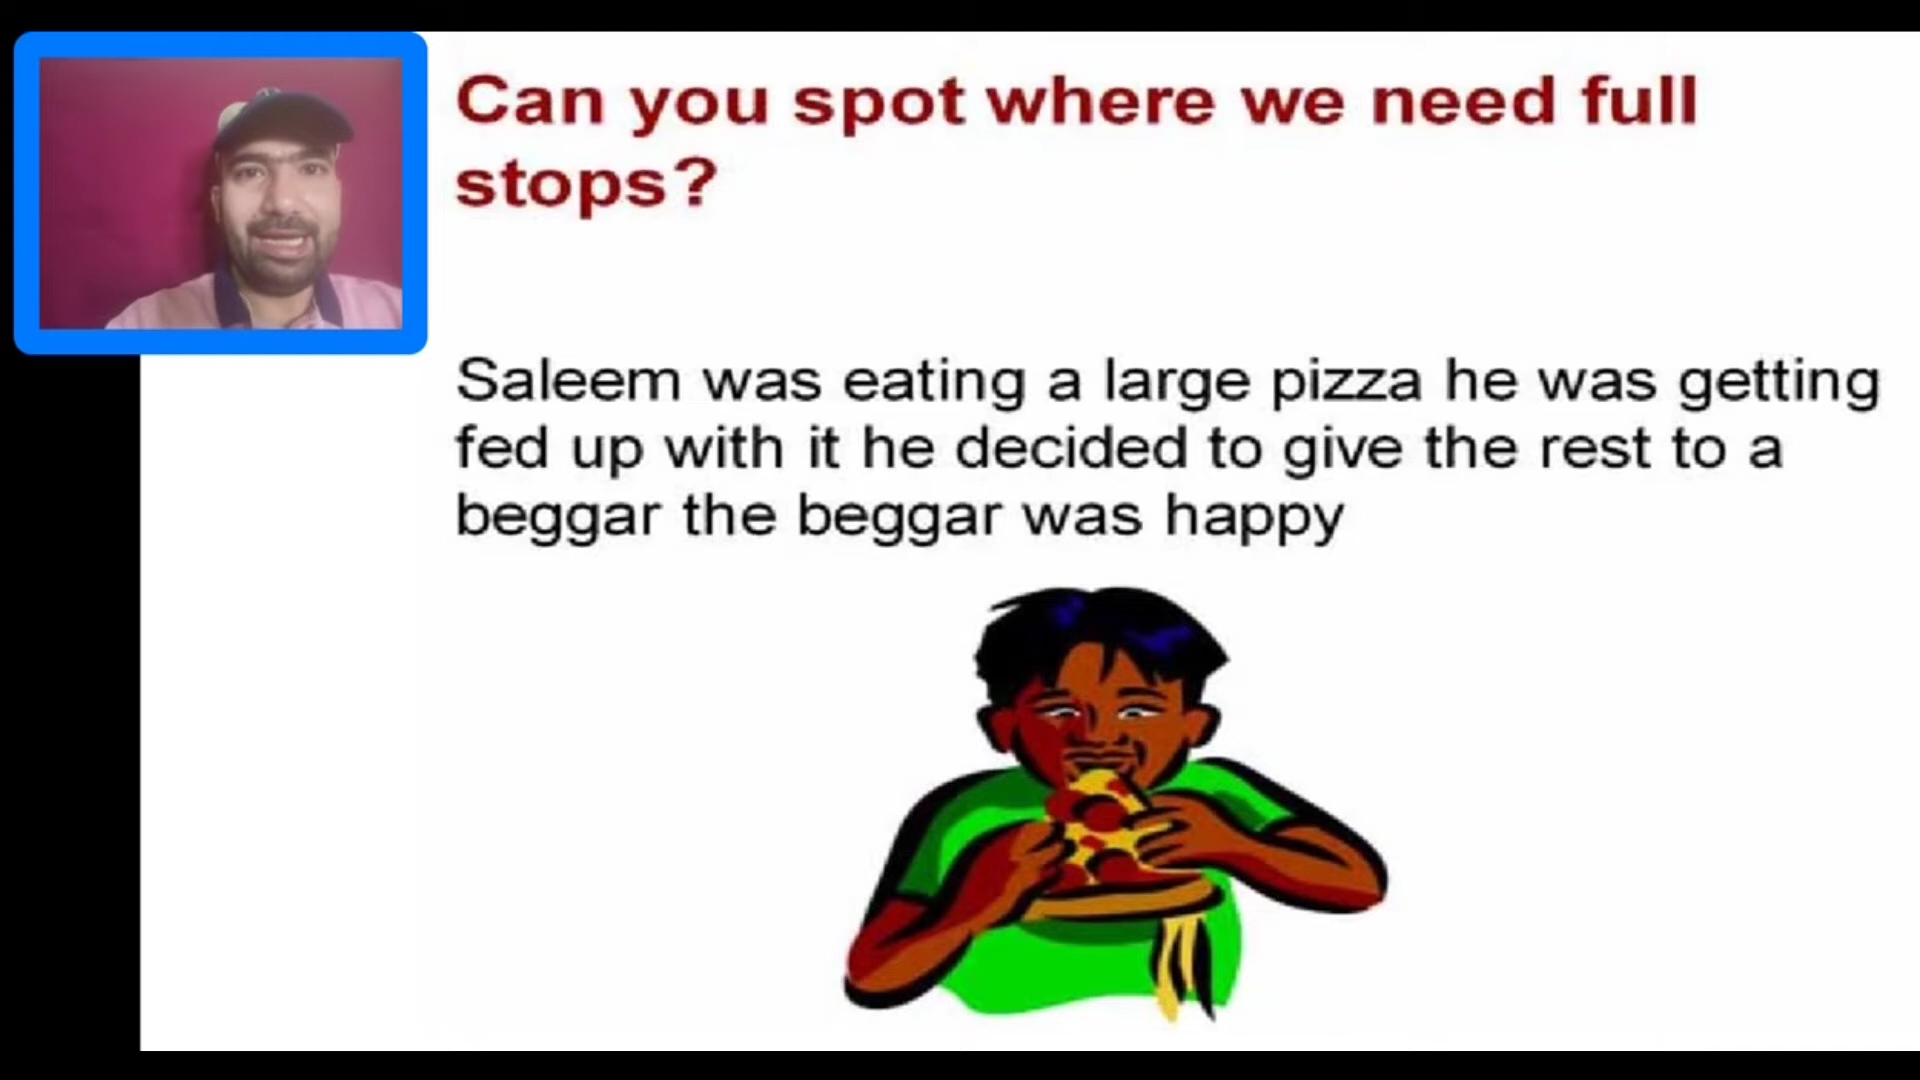 Can you spot where we need full
stops?
Saleem was eating a large pizza he was getting
fed up with it he decided to give the rest to a
beggar the beggar was happy